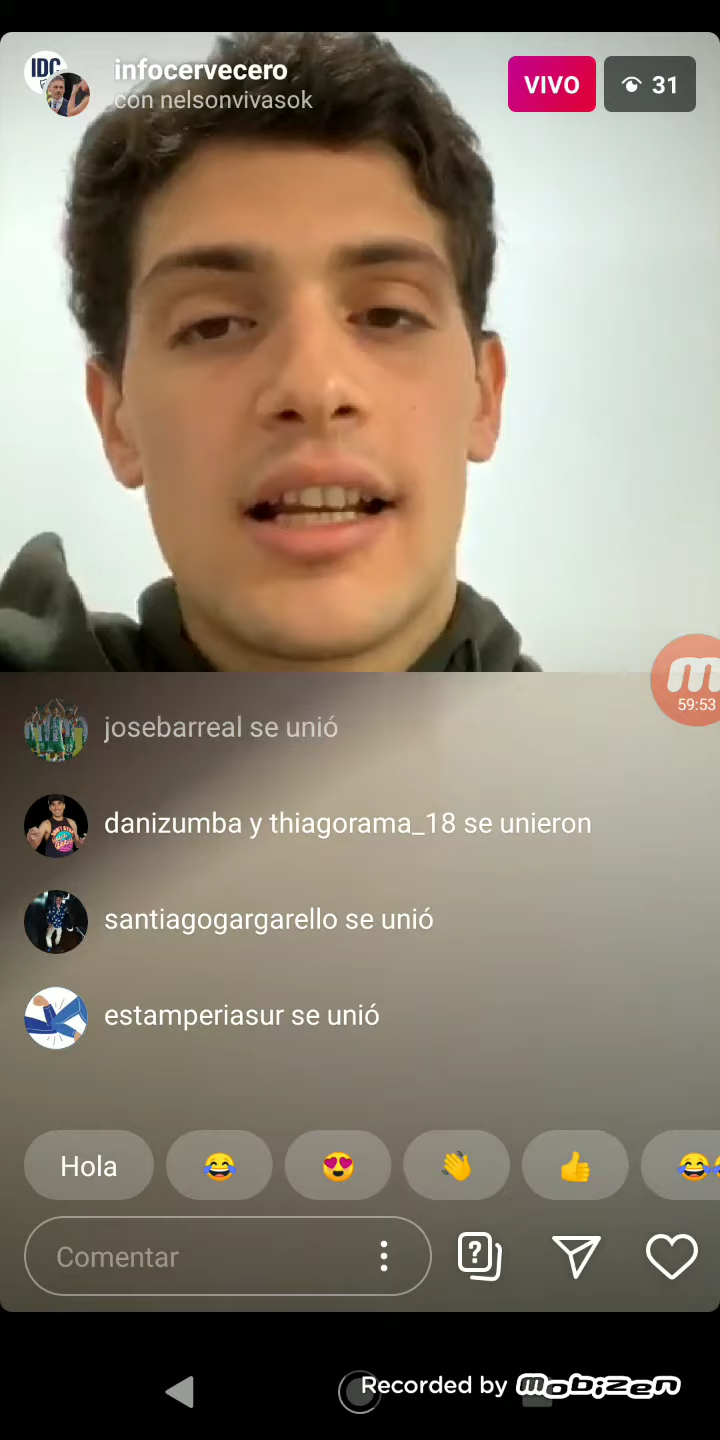 IDC
infocervecero
con nelsonvivasok
VIVO
31
59:53
josebarreal se unió
danizumba y thiagorama_18 se unieron
santiagogargarello se unió
estamperiasur se unió
Hola
Comentar
Recorded by mobizen